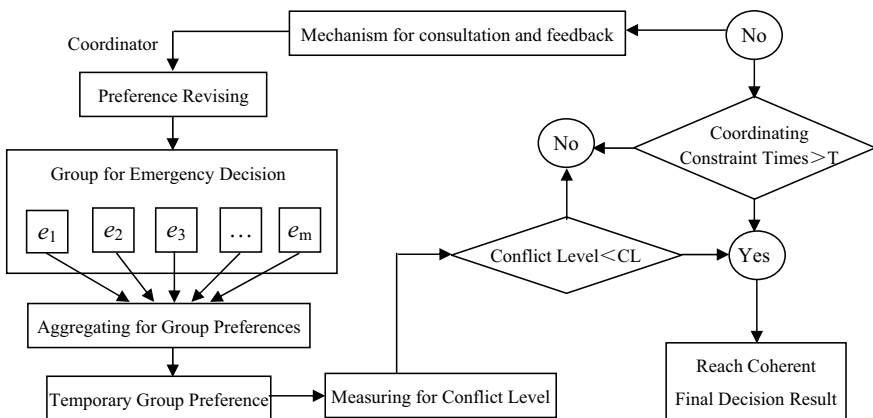 Mechanism for consultation and feedback
No
Coordinator
Preference Revising
Coordinating
Constraint Times＞T
No
Group for Emergency Decision
e1 e2 e3 … em
Conflict Level＜CL
Yes
Aggregating for Group Preferences
Temporary Group Preference
Measuring for Conflict Level
Reach Coherent
Final Decision Result